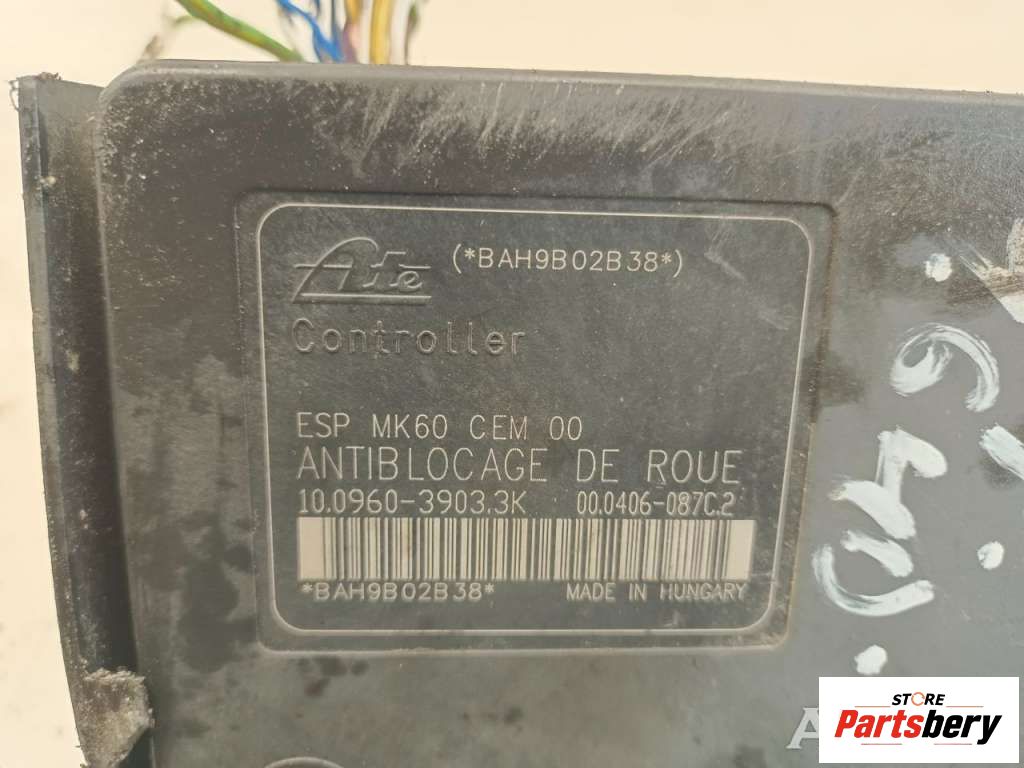 Ate (*BAH9B02B38*)
Controller
ESP MK60 CEM 00
ANTIBLOCAGE DE ROUE
10.0960-3903.3K 00.0406-087C.2
*BAH9B02B38* MADE IN HUNGARY
STORE
Partsbery